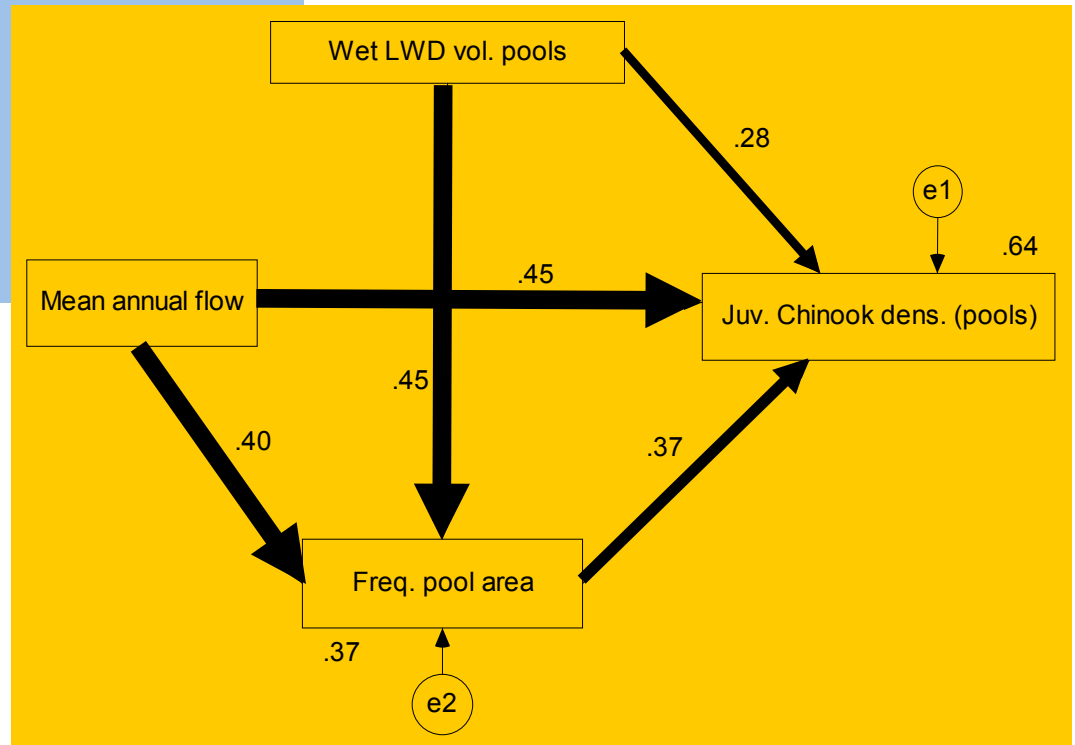 Wet LWD vol. pools
.28
e1
.64
Mean annual flow
.45
Juv. Chinook dens. (pools)
.45
.40
.37
Freq. pool area
.37
e2